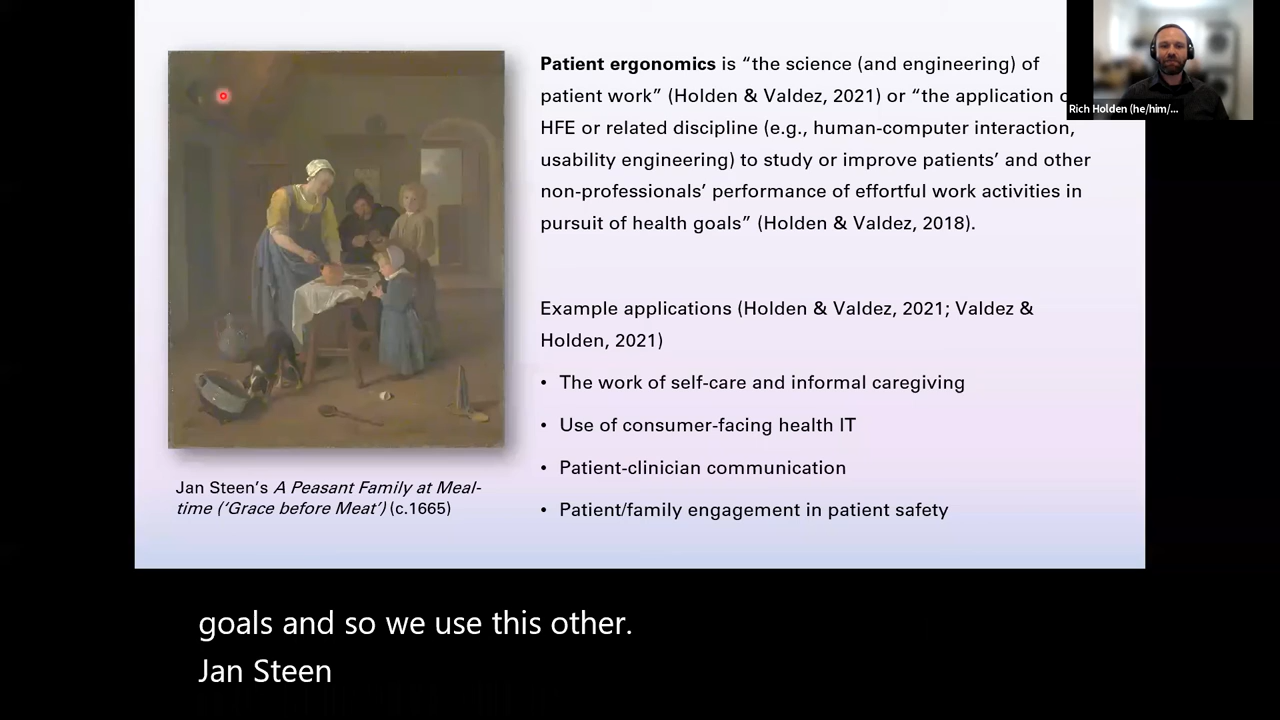 Patient ergonomics is “the science (and engineering) of
patient work” (Holden & Valdez, 2021) or “the application
HFE or related discipline (e.g., human-computer interaction,
usability engineering) to study or improve patients’ and other
non-professionals’ performance of effortful work activities in
pursuit of health goals” (Holden & Valdez, 2018).
Example applications (Holden & Valdez, 2021; Valdez &
Holden, 2021)
• The work of self-care and informal caregiving
• Use of consumer-facing health IT
• Patient-clinician communication
• Patient/family engagement in patient safety
Jan Steen’s A Peasant Family at Meal-
time (‘Grace before Meat’) (c.1665)
Rich Holden (he/him/...
goals and so we use this other.
Jan Steen